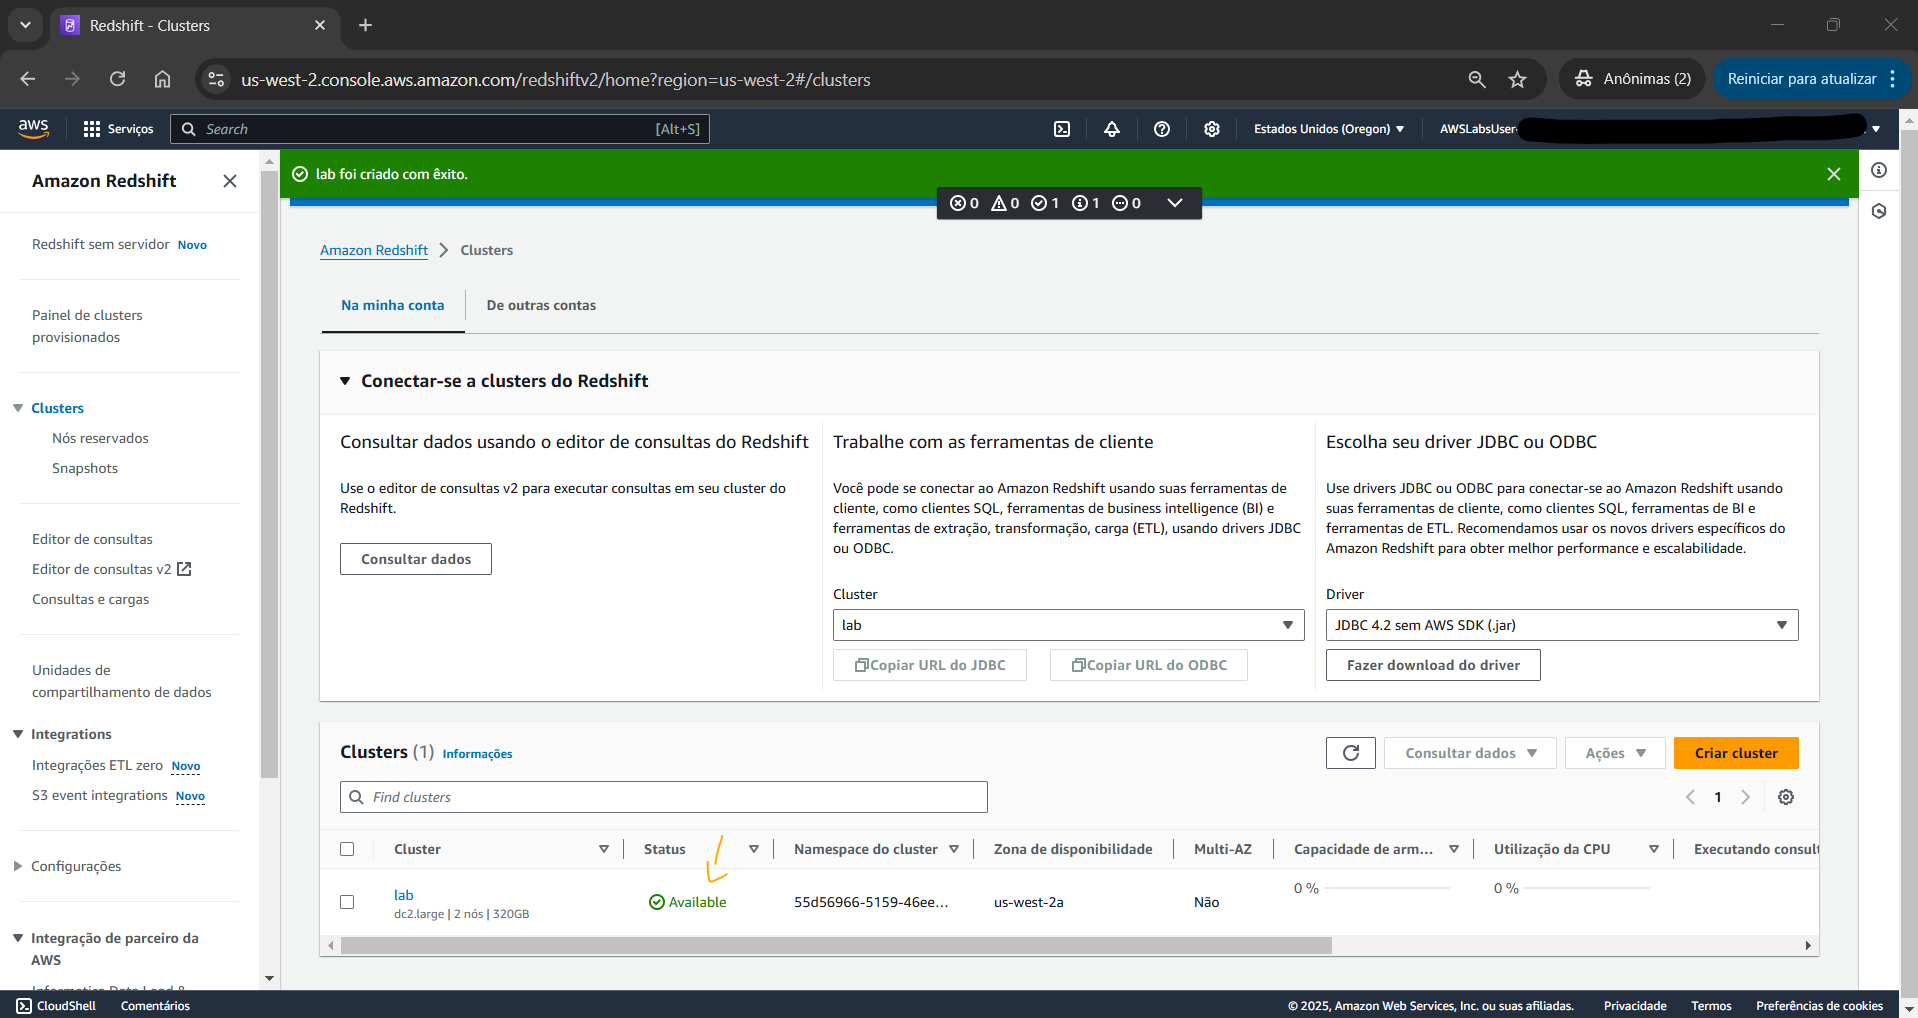 Redshift - Clusters
us-west-2.console.aws.amazon.com/redshiftv2/home?region=us-west-2#/clusters
Anônimas (2)
Reiniciar para atualizar
aws
Serviços
Search
[Alt+S]
Estados Unidos (Oregon)
AWSLabsUser-
Amazon Redshift
Redshift sem servidor Novo
Painel de clusters
provisionados
Clusters
Nós reservados
Snapshots
Editor de consultas
Editor de consultas v2
Consultas e cargas
Unidades de
compartilhamento de dados
Integrations
Integrações ETL zero Novo
S3 event integrations Novo
Configurações
Integração de parceiro da
AWS
lab foi criado com êxito.
0 0 1 1 0
Amazon Redshift > Clusters
Na minha conta
De outras contas
Conectar-se a clusters do Redshift
Consultar dados usando o editor de consultas do Redshift
Use o editor de consultas v2 para executar consultas em seu cluster do
Redshift.
Consultar dados
Trabalhe com as ferramentas de cliente
Você pode se conectar ao Amazon Redshift usando suas ferramentas de
cliente, como clientes SQL, ferramentas de business intelligence (BI) e
ferramentas de extração, transformação, carga (ETL), usando drivers JDBC
ou ODBC.
Cluster
lab
Copiar URL do JDBC
Copiar URL do ODBC
Escolha seu driver JDBC ou ODBC
Use drivers JDBC ou ODBC para conectar-se ao Amazon Redshift usando
suas ferramentas de cliente, como clientes SQL, ferramentas de BI e
ferramentas de ETL. Recomendamos usar os novos drivers específicos do
Amazon Redshift para obter melhor performance e escalabilidade.
Driver
JDBC 4.2 sem AWS SDK (.jar)
Fazer download do driver
Clusters (1) Informações
Consultar dados
Ações
Criar cluster
Find clusters
1
Cluster Status Namespace do cluster Zona de disponibilidade Multi-AZ Capacidade de arm... Utilização da CPU Executando consult
lab Available 55d56966-5159-46ee... us-west-2a Não 0 % 0 %
dc2.large | 2 nós | 320GB
CloudShell
Comentários
© 2025, Amazon Web Services, Inc. ou suas afiliadas.
Privacidade
Termos
Preferências de cookies